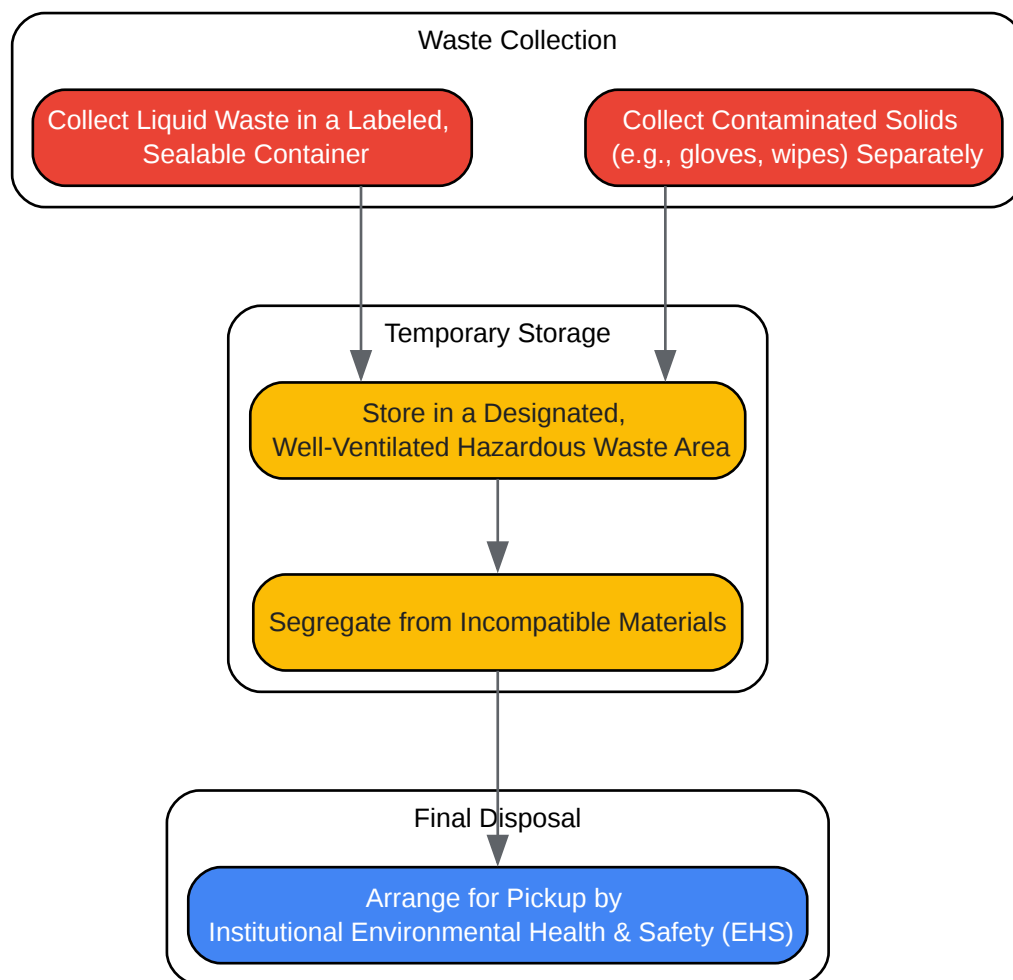 Waste Collection
Collect Liquid Waste in a Labeled,
Sealable Container
Collect Contaminated Solids
(e.g., gloves, wipes) Separately
Temporary Storage
Store in a Designated,
Well-Ventilated Hazardous Waste Area
Segregate from Incompatible Materials
Final Disposal
Arrange for Pickup by
Institutional Environmental Health & Safety (EHS)